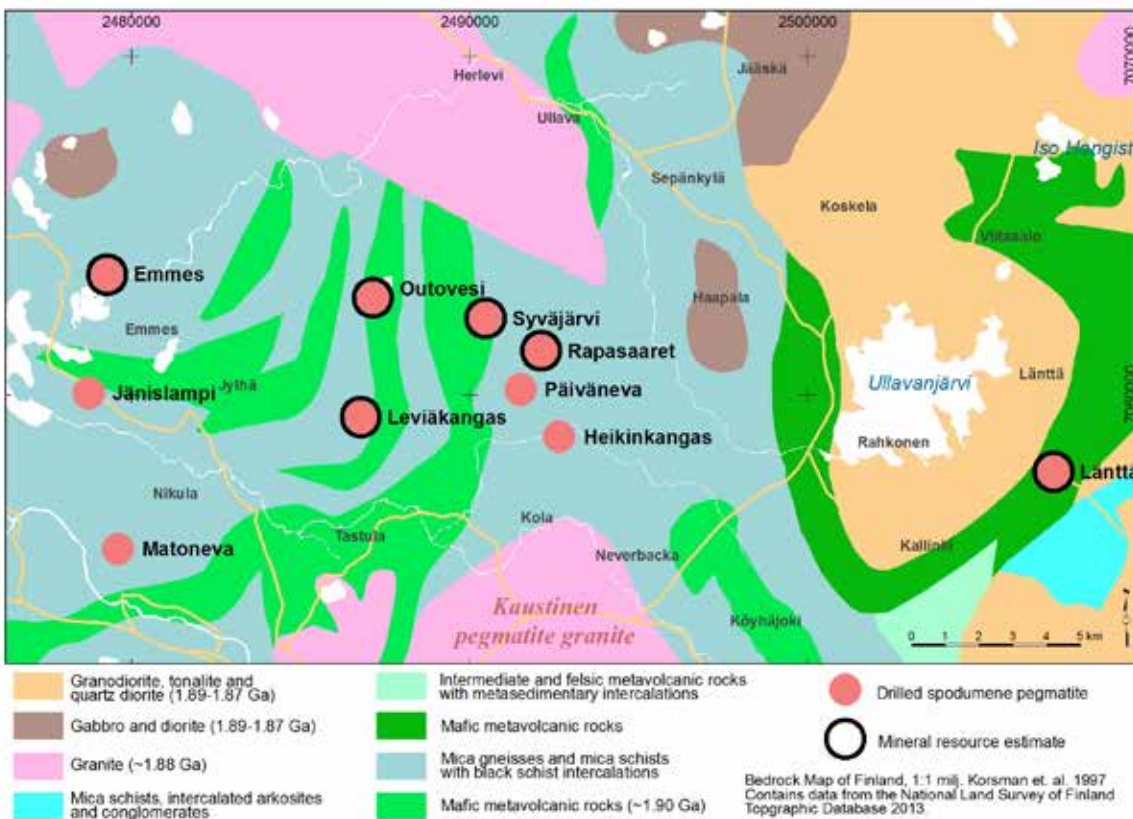 2480000
2490000
2500000
7070000
Herlevi
Jääskä
Ullava
Iso Hongist
Sepänkylä
Koskela
Viitasalo
Emmes
Outovesi
Haapala
Syväjärvi
Emmes
Rapasaaret
Jylhä
Päiväneva
Ullavanjärvi
Länttä
Jänislampi
7060000
Leviäkangas
Heikinkangas
Rahkonen
Länttä
Nikula
Kola
Tastula
Matoneva
Neverbacka
Kaustinen
pegmatite granite
Köyhäjoki
0 1 2 3 4 5 km
Granodiorite, tonalite and
quartz diorite (1.89-1.87 Ga)
Gabbro and diorite (1.89-1.87 Ga)
Granite (~1.88 Ga)
Mica schists, intercalated arkosites
and conglomerates
Intermediate and felsic metavolcanic rocks
with metasedimentary intercalations
Mafic metavolcanic rocks
Mica gneisses and mica schists
with black schist intercalations
Mafic metavolcanic rocks (~1.90 Ga)
Drilled spodumene pegmatite
Mineral resource estimate
Bedrock Map of Finland, 1:1 milj. Korsman et. al. 1997
Contains data from the National Land Survey of Finland
Topgraphic Database 2013